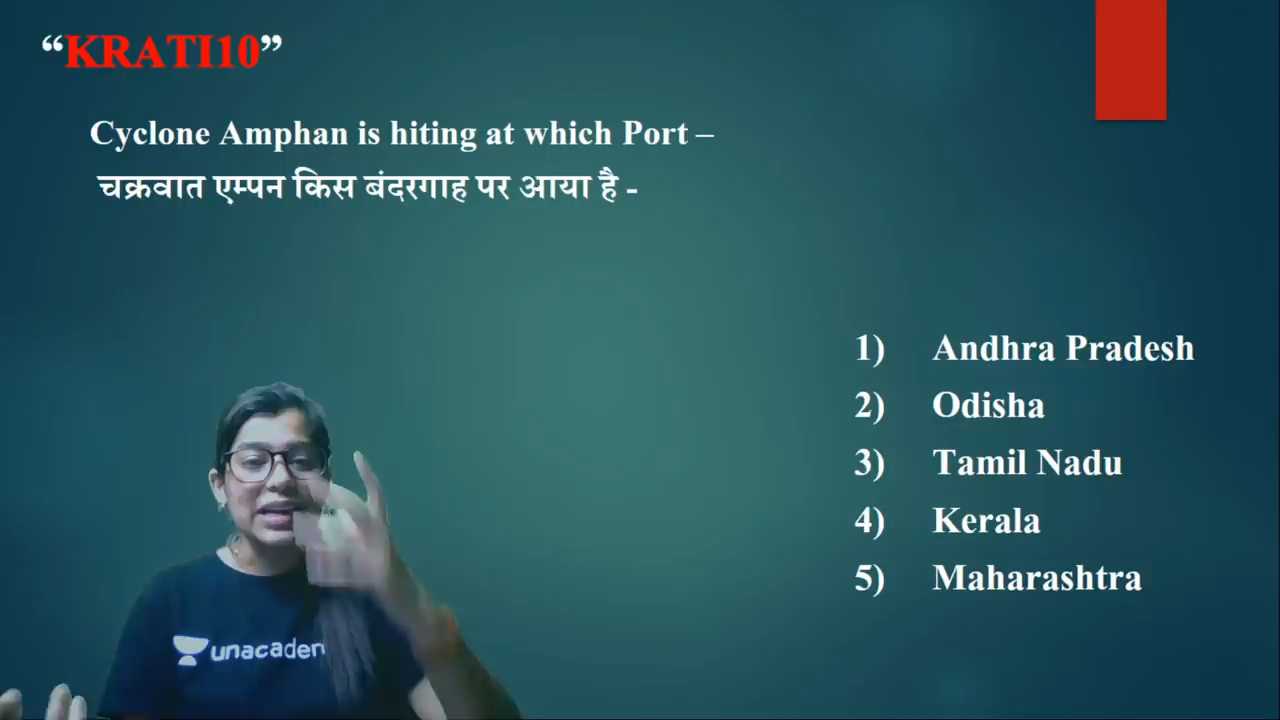 “KRATI10”
Cyclone Amphan is hiting at which Port –
चक्रवात एम्पन किस बंदरगाह पर आया है -
1) Andhra Pradesh
2) Odisha
3) Tamil Nadu
4) Kerala
5) Maharashtra